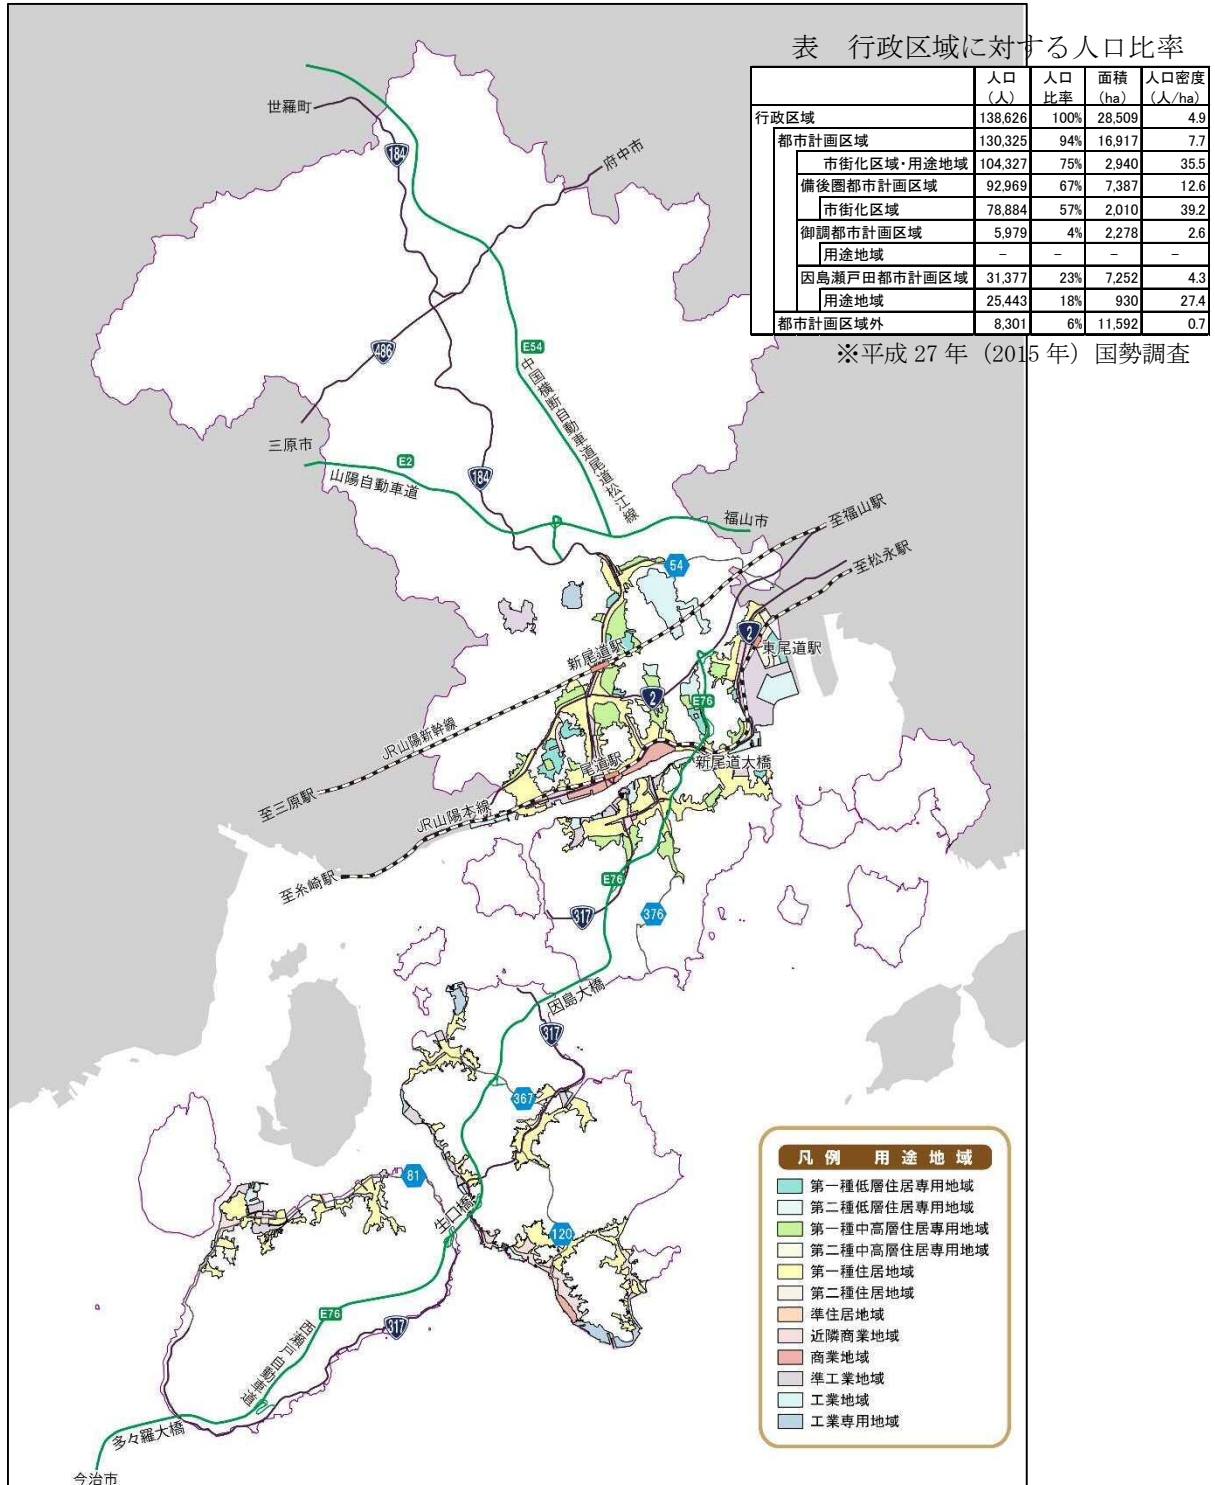 表　行政区域に対する人口比率
人口（人） 人口比率 面積（ha） 人口密度（人/ha）
行政区域 138,626 100% 28,509 4.9
都市計画区域 130,325 94% 16,917 7.7
市街化区域・用途地域 104,327 75% 2,940 35.5
備後圏都市計画区域 92,969 67% 7,387 12.6
市街化区域 78,884 57% 2,010 39.2
御調都市計画区域 5,979 4% 2,278 2.6
用途地域 － － － －
因島瀬戸田都市計画区域 31,377 23% 7,252 4.3
用途地域 25,443 18% 930 27.4
都市計画区域外 8,301 6% 11,592 0.7
※平成 27 年（2015 年）国勢調査
世羅町
184
府中市
486
E54
中国横断自動車道尾道松江線
三原市
E2
山陽自動車道
184
福山市
至福山駅
至松永駅
54
2
東尾道駅
新尾道駅
2
E76
JR山陽新幹線
尾道駅
新尾道大橋
至三原駅
JR山陽本線
至糸崎駅
E76
317
376
因島大橋
317
367
81
生口橋
120
E76
317
西瀬戸自動車道
多々羅大橋
今治市
凡例　用途地域
第一種低層住居専用地域
第二種低層住居専用地域
第一種中高層住居専用地域
第二種中高層住居専用地域
第一種住居地域
第二種住居地域
準住居地域
近隣商業地域
商業地域
準工業地域
工業地域
工業専用地域